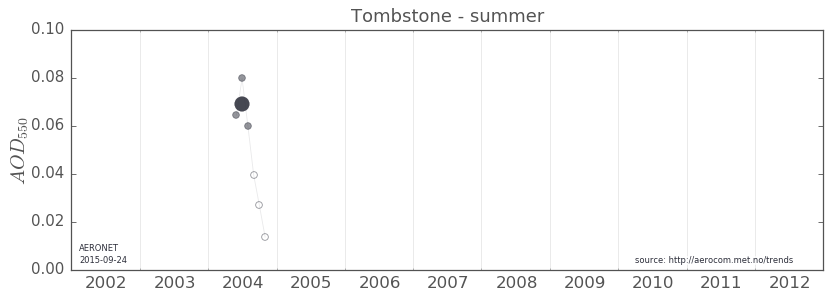 Tombstone - summer
0.10
0.08
0.06
0.04
0.02
0.00
AOD550
AERONET
2015-09-24
source: http://aerocom.met.no/trends
2002 2003 2004 2005 2006 2007 2008 2009 2010 2011 2012